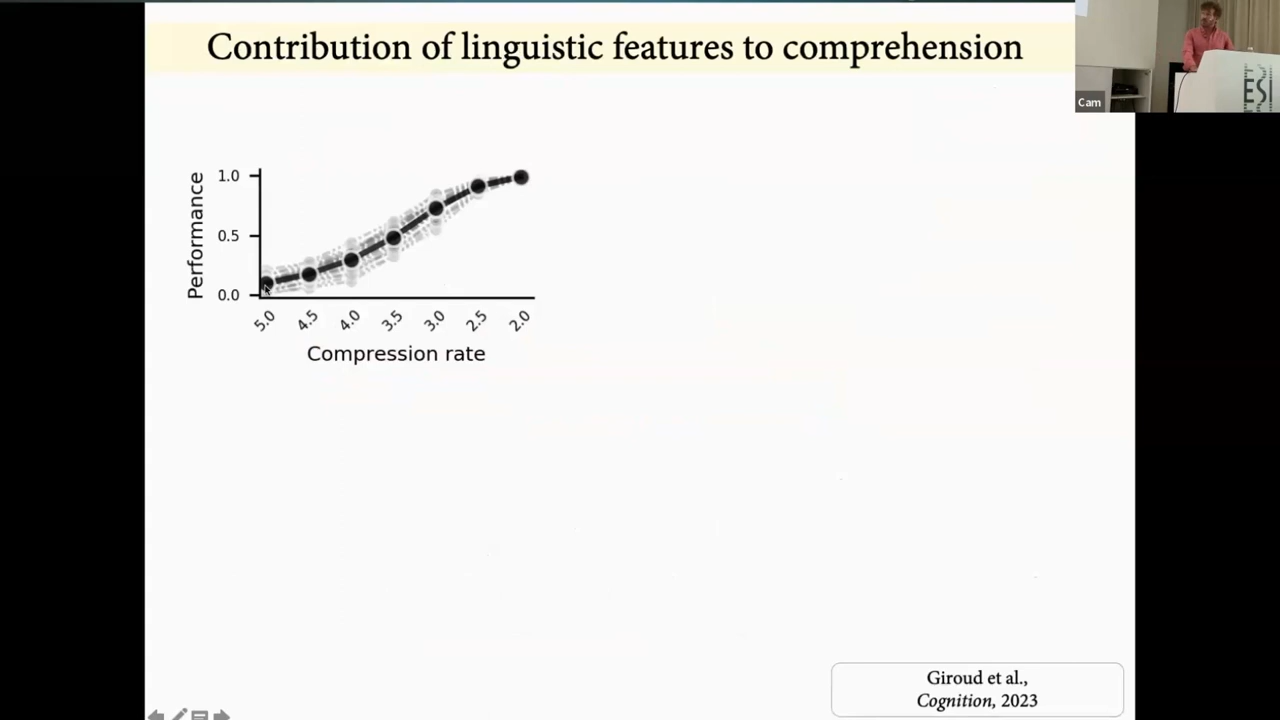 Contribution of linguistic features to comprehension
Cam
ESI
Performance
1.0
0.5
0.0
5.0 4.5 4.0 3.5 3.0 2.5 2.0
Compression rate
Giroud et al.,
Cognition, 2023